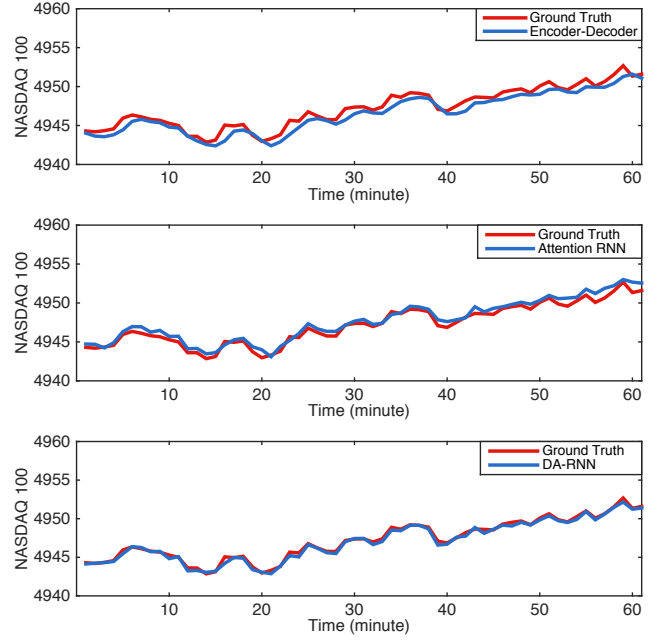 4960
4955
4950
4945
4940
NASDAQ 100
Ground Truth
Encoder-Decoder
10 20 30 40 50 60
Time (minute)
4960
4955
4950
4945
4940
NASDAQ 100
Ground Truth
Attention RNN
10 20 30 40 50 60
Time (minute)
4960
4955
4950
4945
4940
NASDAQ 100
Ground Truth
DA-RNN
10 20 30 40 50 60
Time (minute)